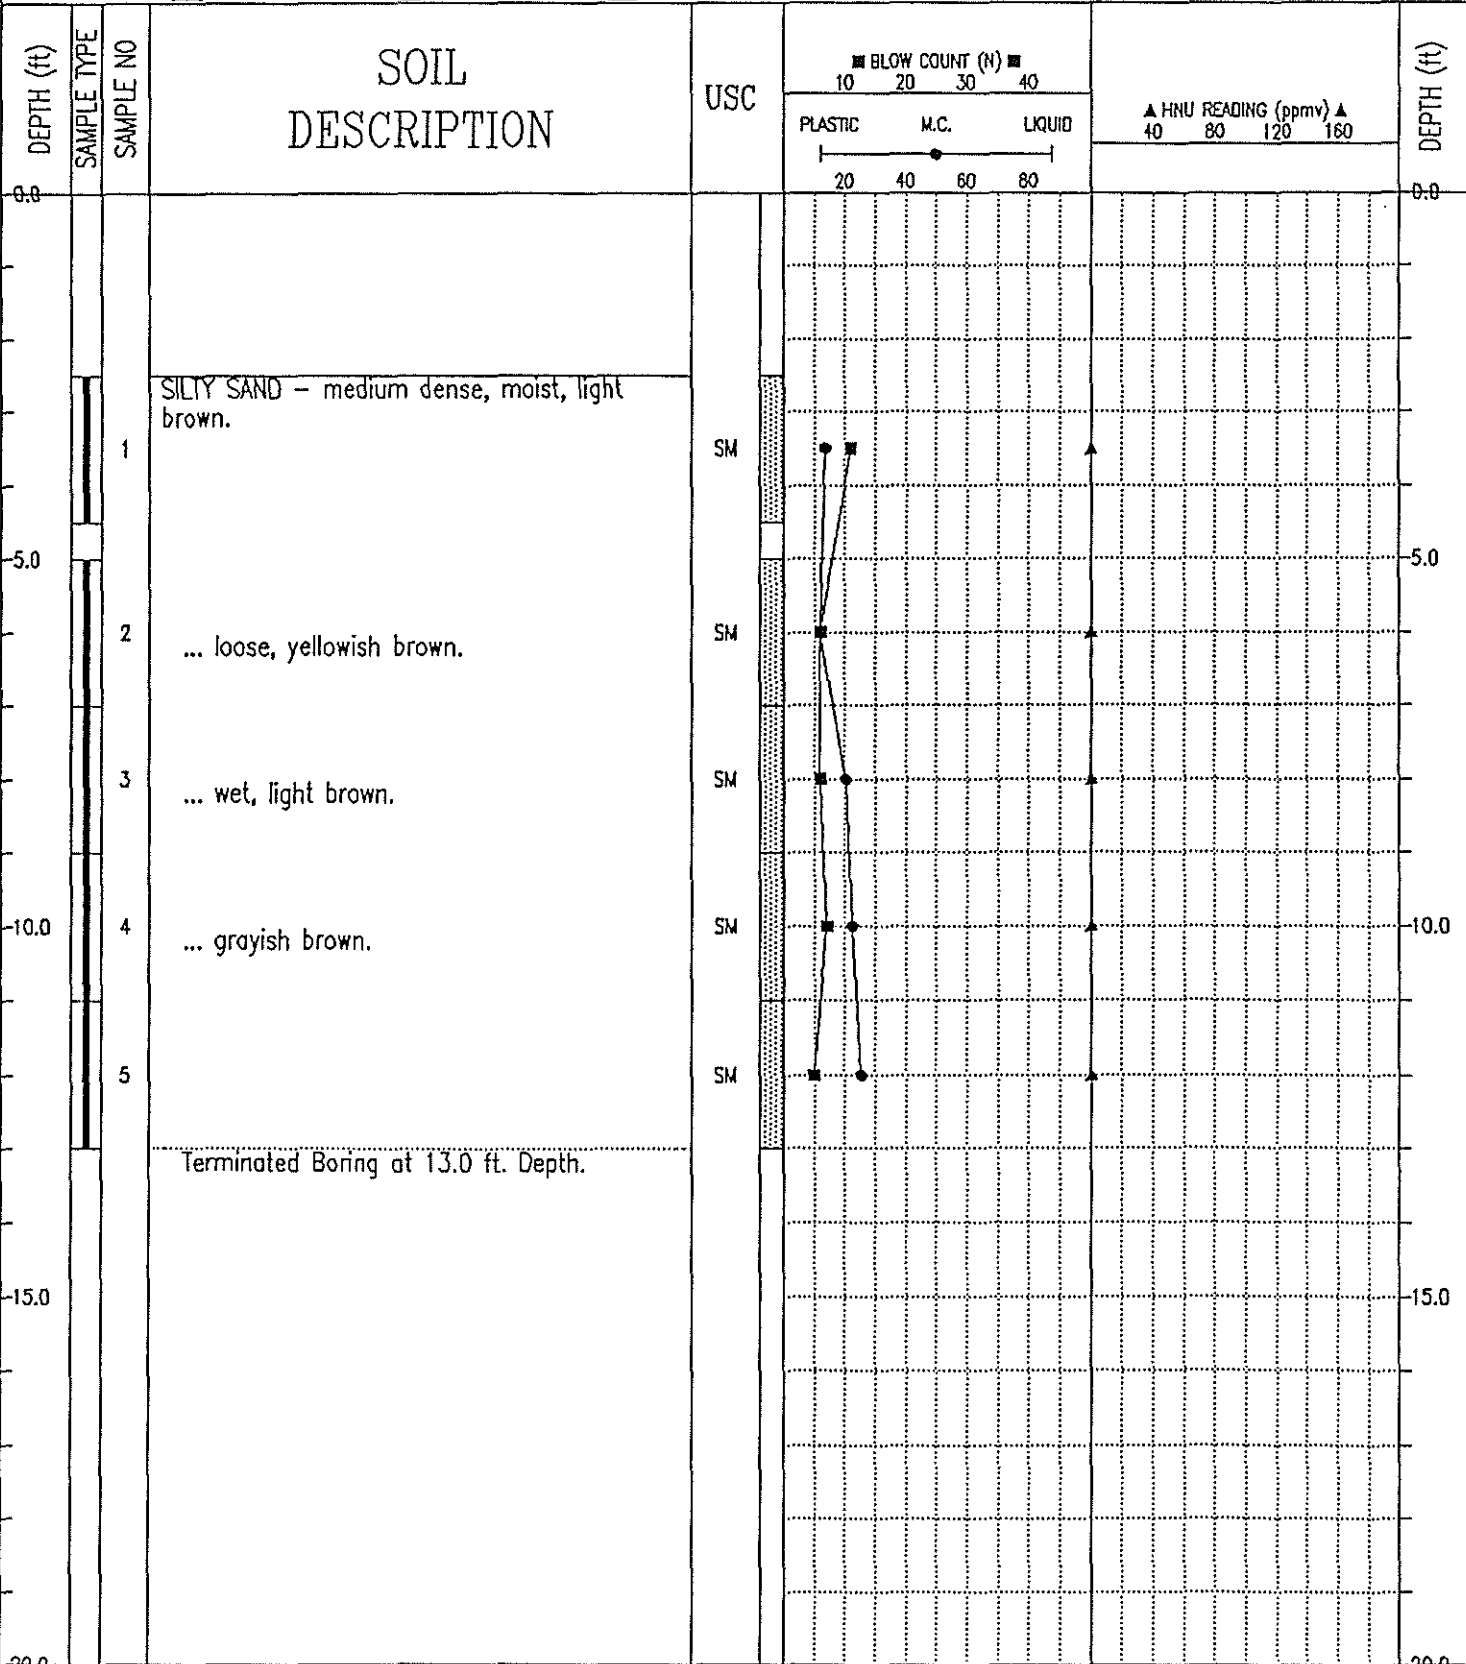 DEPTH (ft)
SAMPLE TYPE
SAMPLE NO
SOIL
DESCRIPTION
USC
■ BLOW COUNT (N) ■
10 20 30 40
PLASTIC M.C. LIQUID
20 40 60 80
▲ HNU READING (ppmv) ▲
40 80 120 160
DEPTH (ft)
0.0 0.0
SILTY SAND – medium dense, moist, light
brown.
1 SM
5.0 5.0
2 SM
... loose, yellowish brown.
3 SM
... wet, light brown.
10.0 4 SM 10.0
... grayish brown.
5 SM
Terminated Boring at 13.0 ft. Depth.
15.0 15.0
20.0 20.0